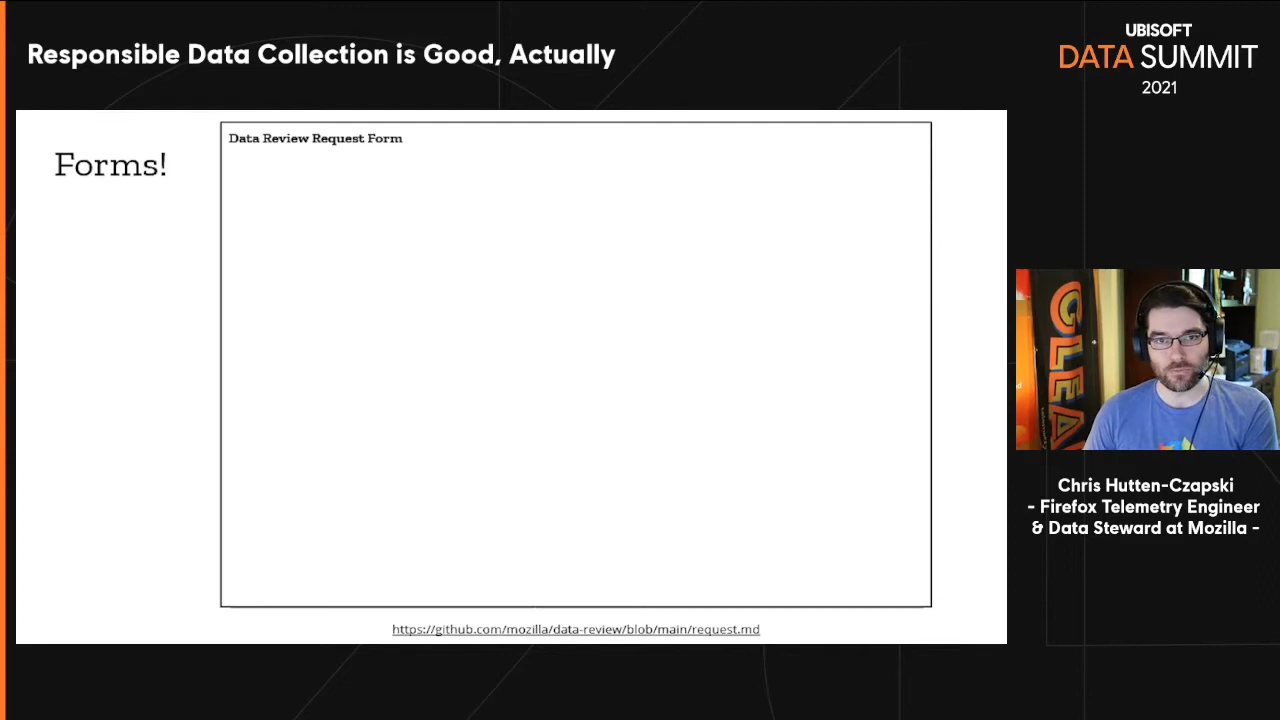 Responsible Data Collection is Good, Actually
UBISOFT
DATA SUMMIT
2021
Forms!
Data Review Request Form
https://github.com/mozilla/data-review/blob/main/request.md
Chris Hutten-Czapski
- Firefox Telemetry Engineer
& Data Steward at Mozilla -